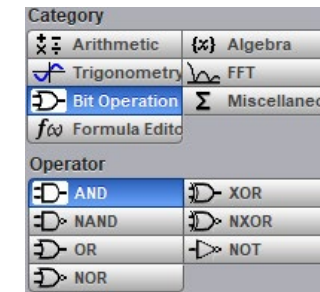 Category
Arithmetic {x} Algebra
Trigonometry FFT
Bit Operation Σ Miscellanec
f(x) Formula Edito
Operator
AND XOR
NAND NXOR
OR NOT
NOR